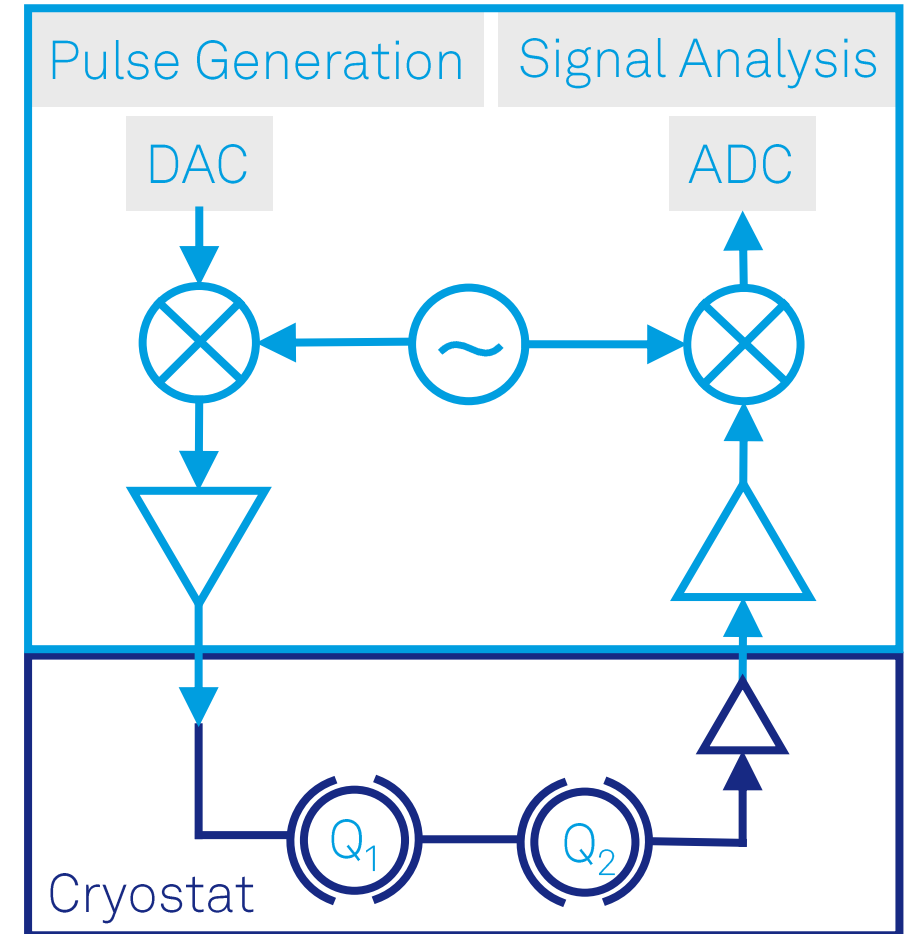 Pulse Generation
Signal Analysis
DAC
ADC
Q1
Q2
Cryostat